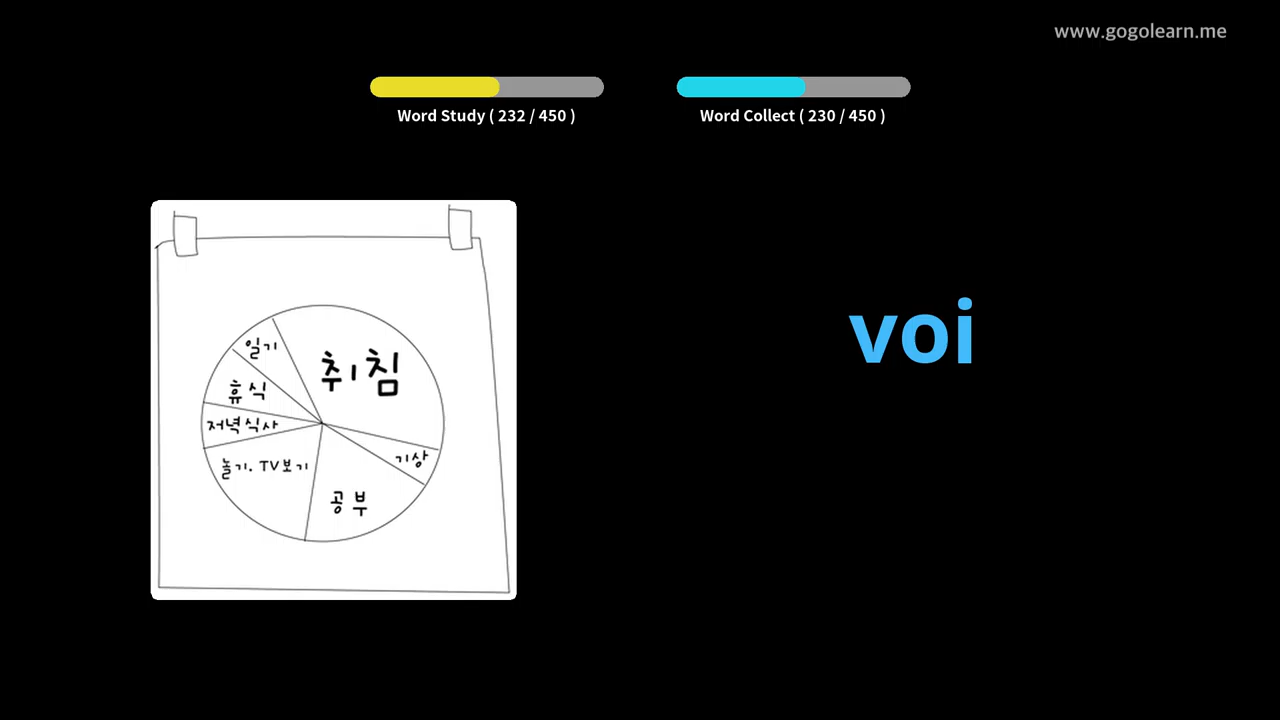 www.gogolearn.me
Word Study ( 232 / 450 )
Word Collect ( 230 / 450 )
voi
일기
취침
휴식
저녁식사
놀기. TV보기
기상
공부